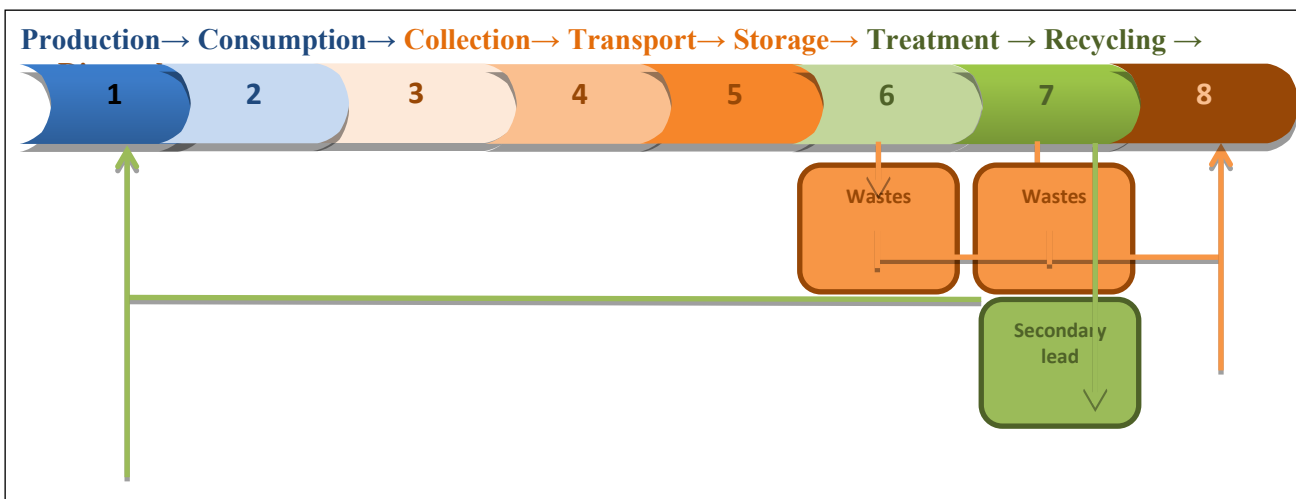 Production→ Consumption→ Collection→ Transport→ Storage→ Treatment → Recycling →
1 2 3 4 5 6 7 8
Wastes Wastes
Secondary
lead